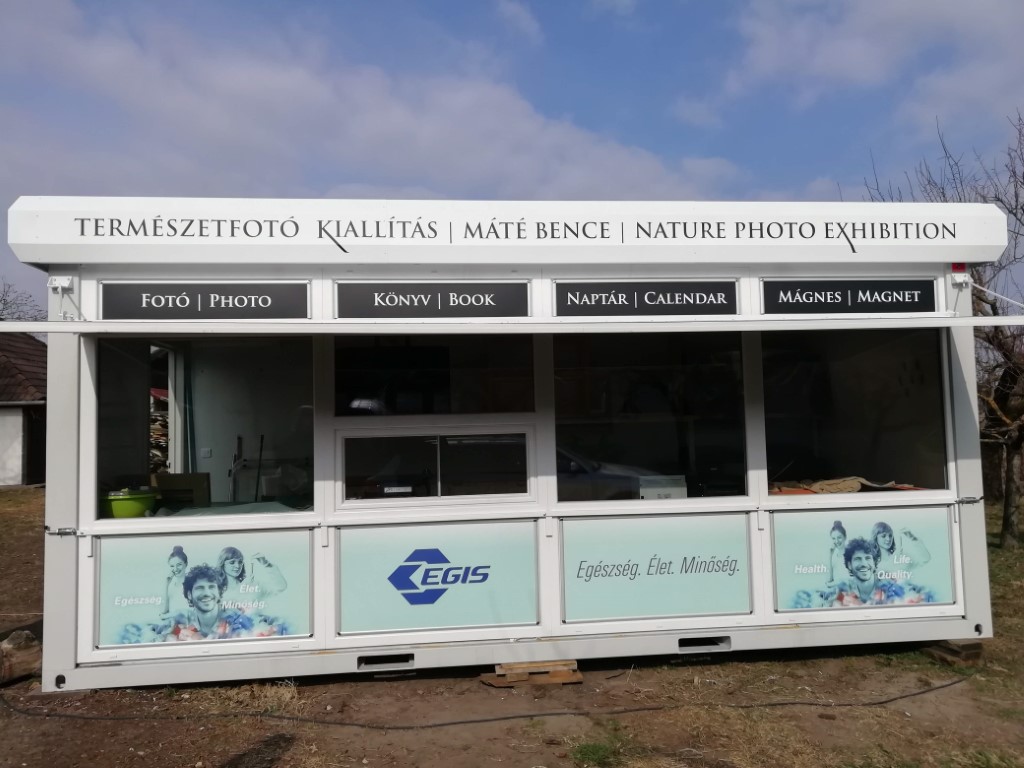 TERMÉSZETFOTÓ KIALLÍTÁS | MÁTÉ BENCE | NATURE PHOTO EXHIBITION
FOTÓ | PHOTO
KÖNYV | BOOK
NAPTÁR | CALENDAR
MÁGNES | MAGNET
Egészség.
Élet.
Minőség.
EGIS
Egészség. Élet. Minőség.
Health.
Life.
Quality.